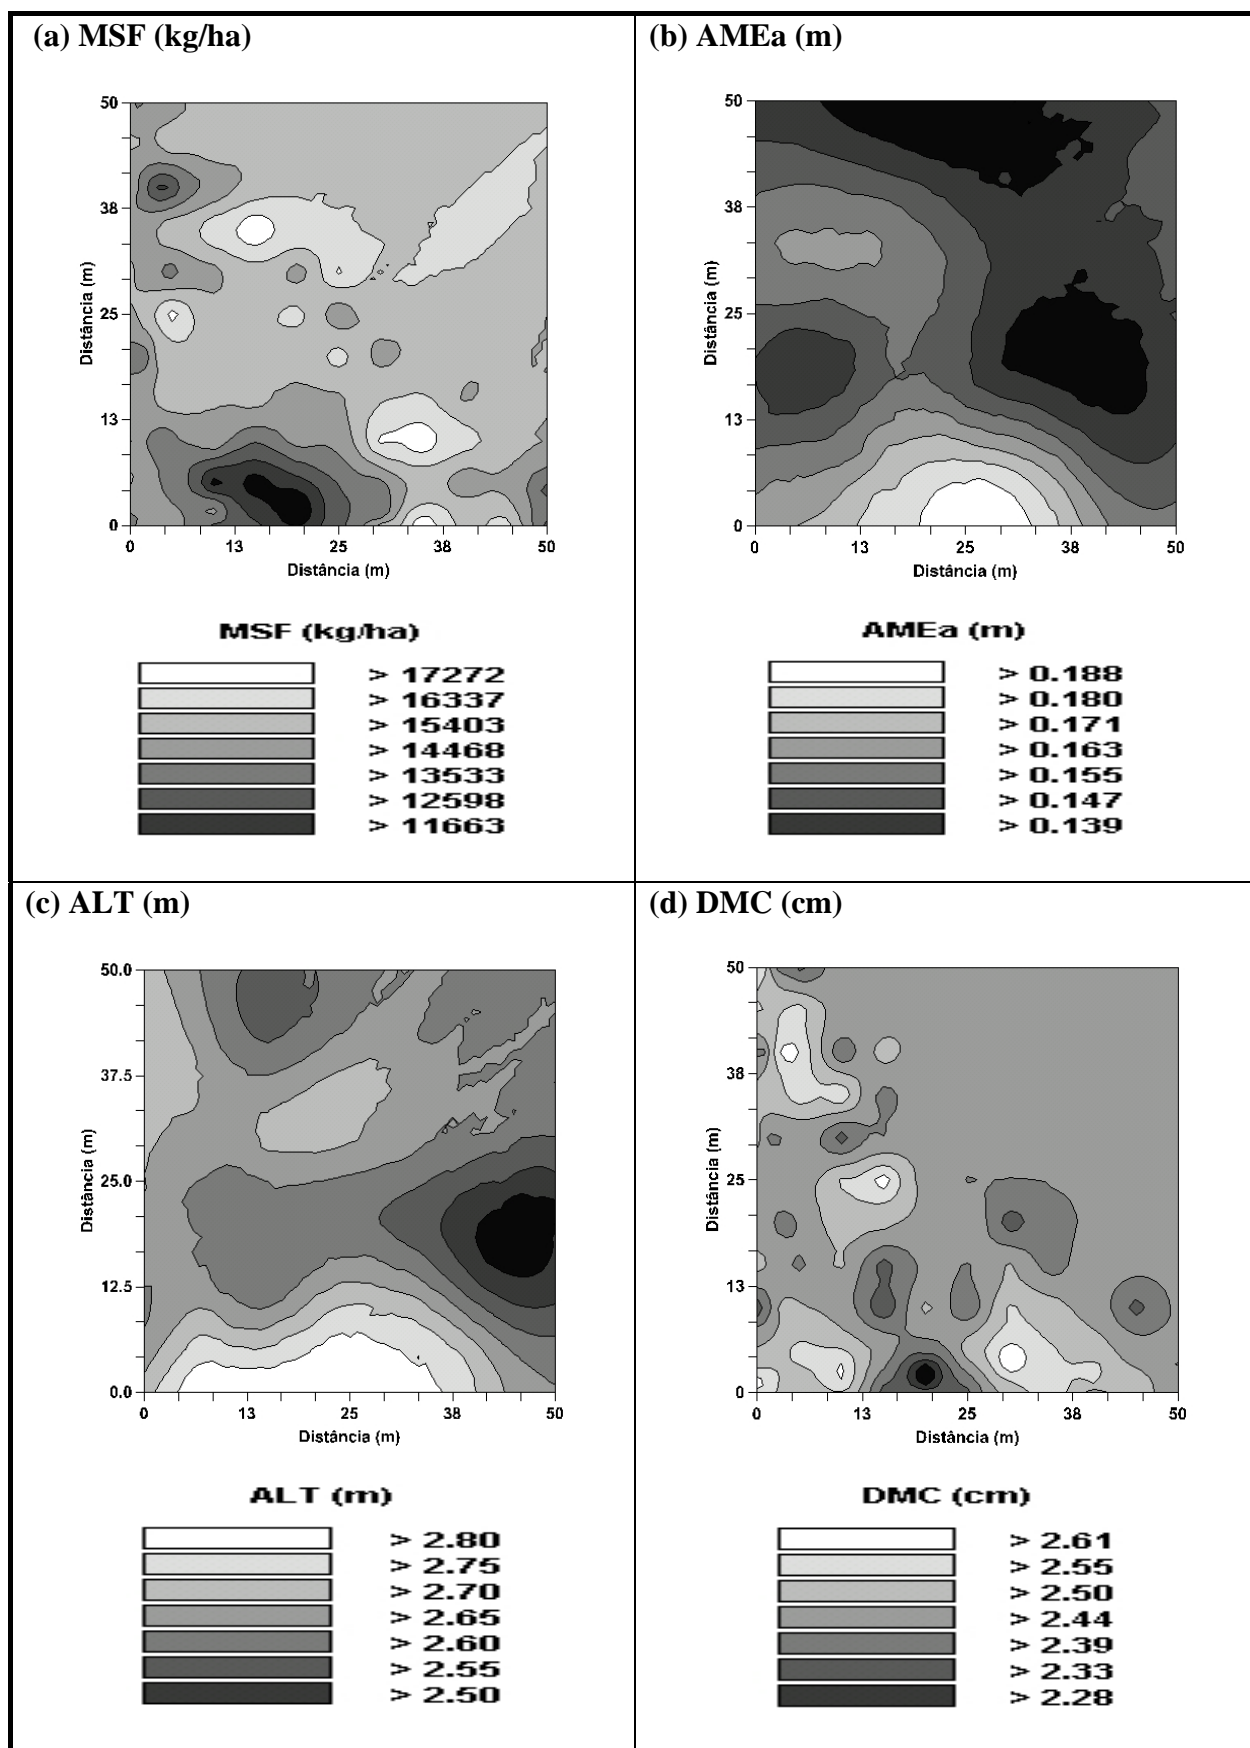 (a) MSF (kg/ha)
50
38
25
13
0
Distância (m)
0 13 25 38 50
Distância (m)
MSF (kg/ha)
> 17272
> 16337
> 15403
> 14468
> 13533
> 12598
> 11663
(b) AMEa (m)
50
38
25
13
0
Distância (m)
0 13 25 38 50
Distância (m)
AMEa (m)
> 0.188
> 0.180
> 0.171
> 0.163
> 0.155
> 0.147
> 0.139
(c) ALT (m)
50.0
37.5
25.0
12.5
0.0
Distância (m)
0 13 25 38 50
Distância (m)
ALT (m)
> 2.80
> 2.75
> 2.70
> 2.65
> 2.60
> 2.55
> 2.50
(d) DMC (cm)
50
38
25
13
0
Distância (m)
0 13 25 38 50
Distância (m)
DMC (cm)
> 2.61
> 2.55
> 2.50
> 2.44
> 2.39
> 2.33
> 2.28